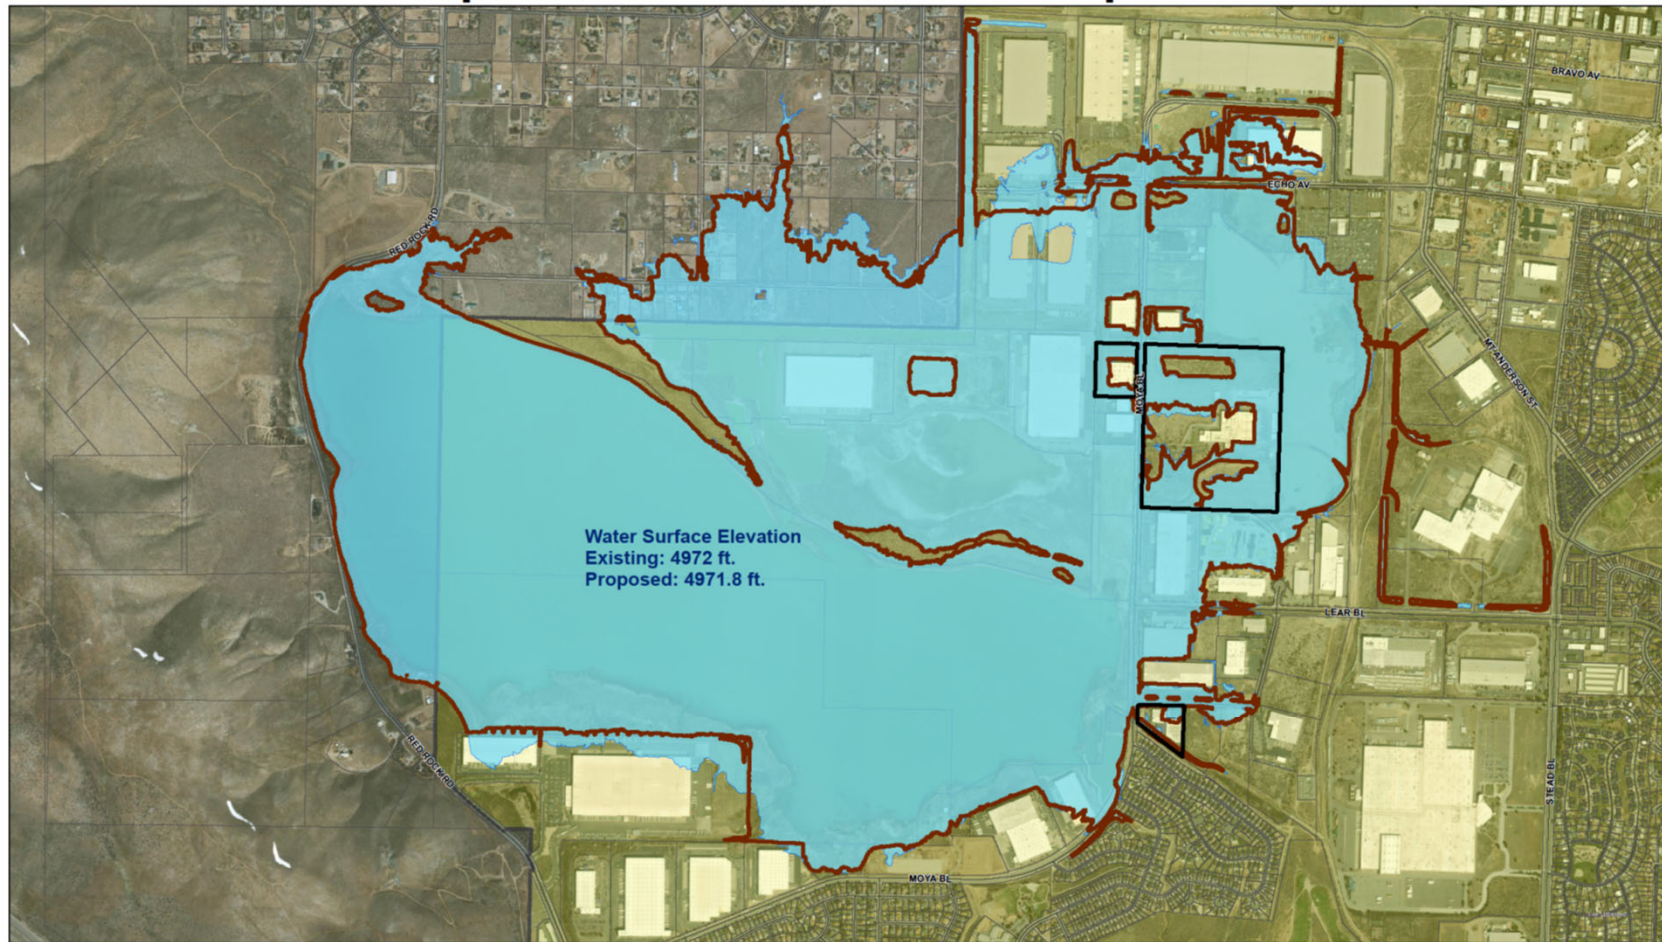 BRAVO AV
ECHO AV
RED ROCK RD
MT ANDERSON ST
MOYA BL
Water Surface Elevation
Existing: 4972 ft.
Proposed: 4971.8 ft.
LEAR BL
RED ROCK RD
STEAD BL
MOYA BL